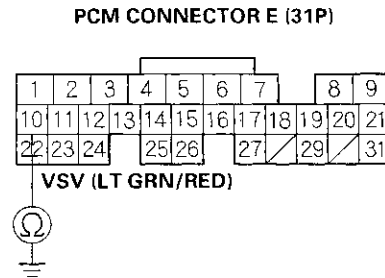 PCM CONNECTOR E (31P)
1 2 3 4 5 6 7 8 9
10 11 12 13 14 15 16 17 18 19 20 21
22 23 24 25 26 27 29 31
VSV (LT GRN/RED)
Ω